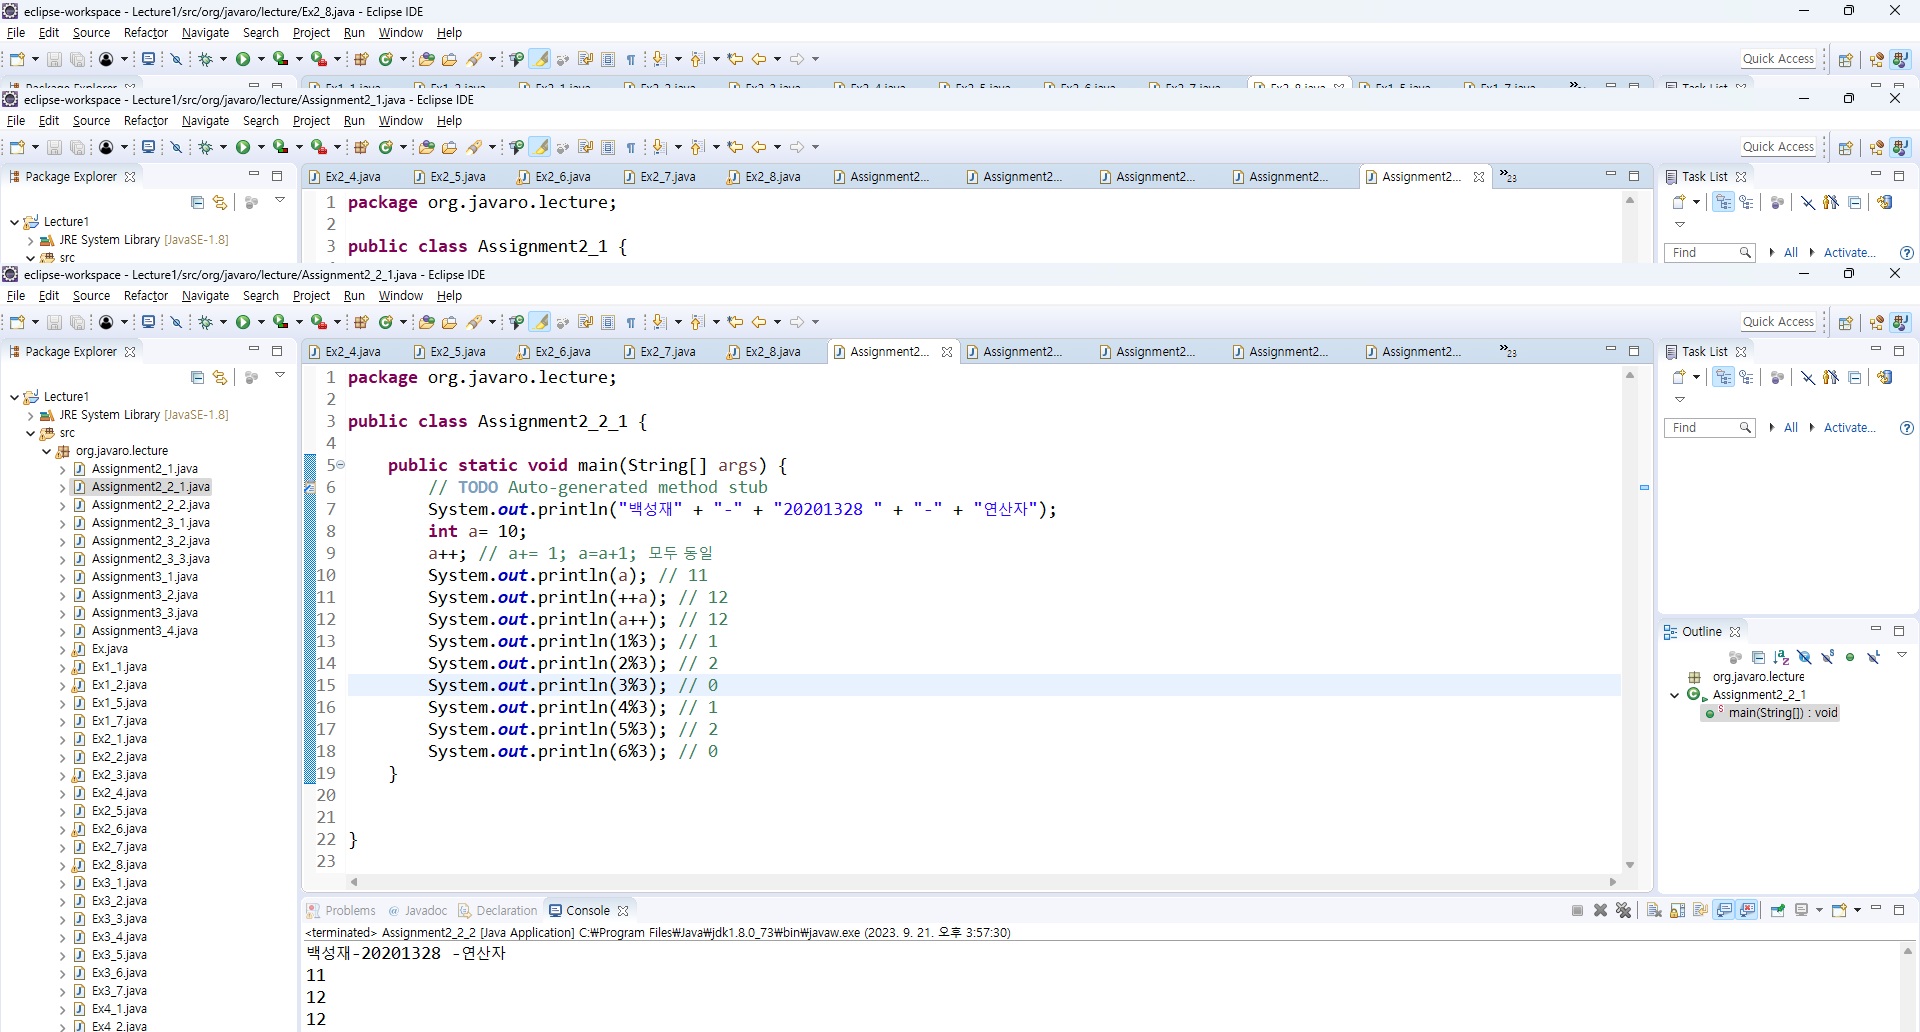 eclipse-workspace - Lecture1/src/org/javaro/lecture/Ex2_8.java - Eclipse IDE
File Edit Source Refactor Navigate Search Project Run Window Help
Quick Access
eclipse-workspace - Lecture1/src/org/javaro/lecture/Assignment2_1.java - Eclipse IDE
File Edit Source Refactor Navigate Search Project Run Window Help
Quick Access
Package Explorer
Ex2_4.java Ex2_5.java Ex2_6.java Ex2_7.java Ex2_8.java Assignment2... Assignment2... Assignment2... Assignment2... Assignment2... »23
Task List
Lecture1
JRE System Library [JavaSE-1.8]
src
1 package org.javaro.lecture;
2
3 public class Assignment2_1 {
Find All Activate...
eclipse-workspace - Lecture1/src/org/javaro/lecture/Assignment2_2_1.java - Eclipse IDE
File Edit Source Refactor Navigate Search Project Run Window Help
Quick Access
Package Explorer
Ex2_4.java Ex2_5.java Ex2_6.java Ex2_7.java Ex2_8.java Assignment2... Assignment2... Assignment2... Assignment2... Assignment2... »23
Task List
Lecture1
JRE System Library [JavaSE-1.8]
src
org.javaro.lecture
Assignment2_1.java
Assignment2_2_1.java
Assignment2_2_2.java
Assignment2_3_1.java
Assignment2_3_2.java
Assignment2_3_3.java
Assignment3_1.java
Assignment3_2.java
Assignment3_3.java
Assignment3_4.java
Ex.java
Ex1_1.java
Ex1_2.java
Ex1_5.java
Ex1_7.java
Ex2_1.java
Ex2_2.java
Ex2_3.java
Ex2_4.java
Ex2_5.java
Ex2_6.java
Ex2_7.java
Ex2_8.java
Ex3_1.java
Ex3_2.java
Ex3_3.java
Ex3_4.java
Ex3_5.java
Ex3_6.java
Ex3_7.java
Ex4_1.java
Ex4_2.java
1 package org.javaro.lecture;
2
3 public class Assignment2_2_1 {
4
5 public static void main(String[] args) {
6 // TODO Auto-generated method stub
7 System.out.println("백성재" + "-" + "20201328 " + "-" + "연산자");
8 int a= 10;
9 a++; // a+= 1; a=a+1; 모두 동일
10 System.out.println(a); // 11
11 System.out.println(++a); // 12
12 System.out.println(a++); // 12
13 System.out.println(1%3); // 1
14 System.out.println(2%3); // 2
15 System.out.println(3%3); // 0
16 System.out.println(4%3); // 1
17 System.out.println(5%3); // 2
18 System.out.println(6%3); // 0
19 }
20
21
22 }
23
Find All Activate...
Outline
org.javaro.lecture
Assignment2_2_1
main(String[]) : void
Problems Javadoc Declaration Console
<terminated> Assignment2_2_2 [Java Application] C:₩Program Files₩Java₩jdk1.8.0_73₩bin₩javaw.exe (2023. 9. 21. 오후 3:57:30)
백성재-20201328 -연산자
11
12
12